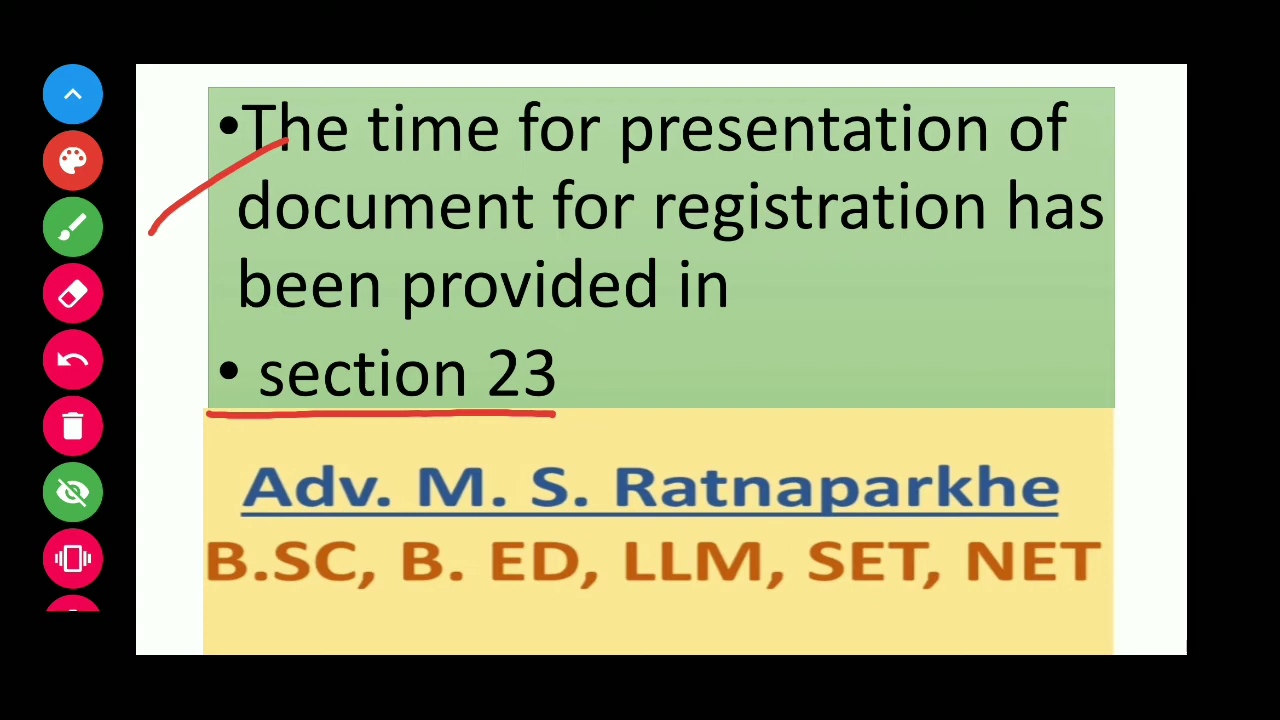 •The time for presentation of
document for registration has
been provided in
• section 23
Adv. M. S. Ratnaparkhe
B.SC, B. ED, LLM, SET, NET